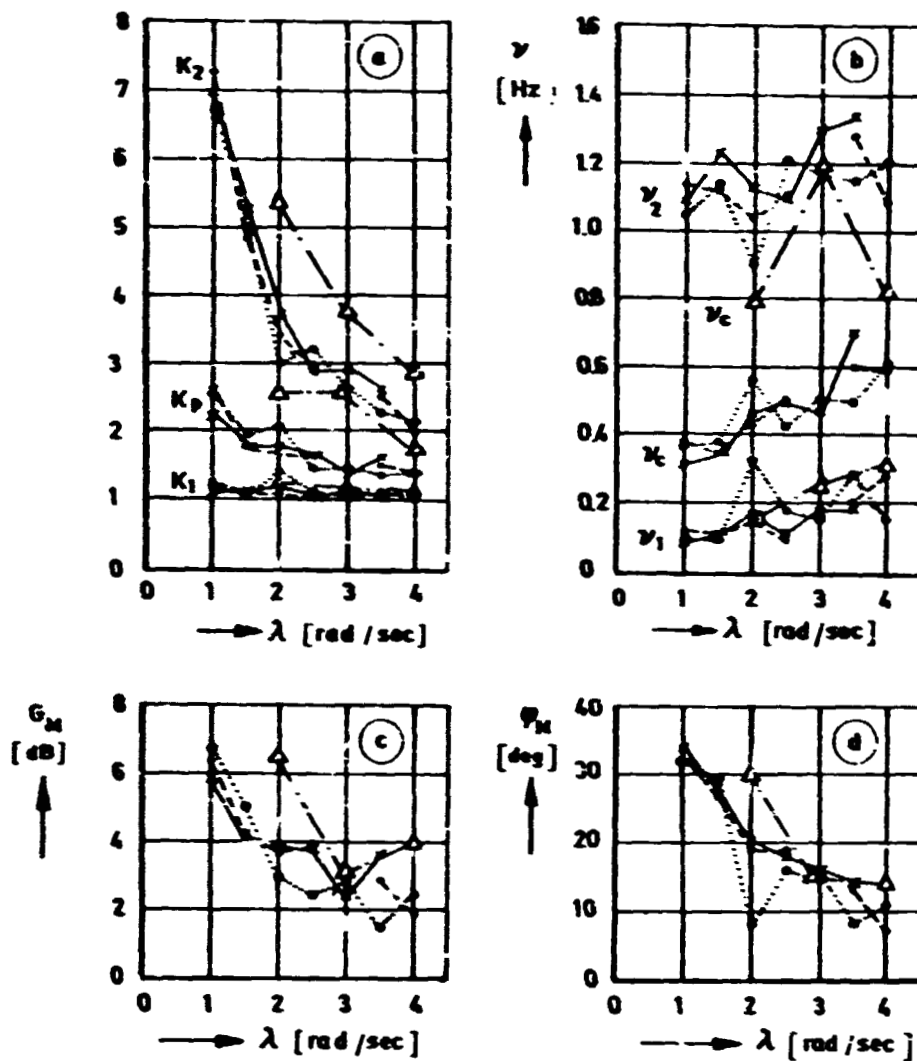 a
8
7
6
5
4
3
2
1
0
K2
Kp
K1
0 1 2 3 4
λ [rad/sec]
b
ν
[Hz]
1.6
1.4
1.2
1.0
0.8
0.6
0.4
0.2
0
ν2
νc
νc
ν1
0 1 2 3 4
λ [rad/sec]
c
GM
[dB]
8
6
4
2
0
0 1 2 3 4
λ [rad/sec]
d
φM
[deg]
40
30
20
10
0
0 1 2 3 4
λ [rad/sec]